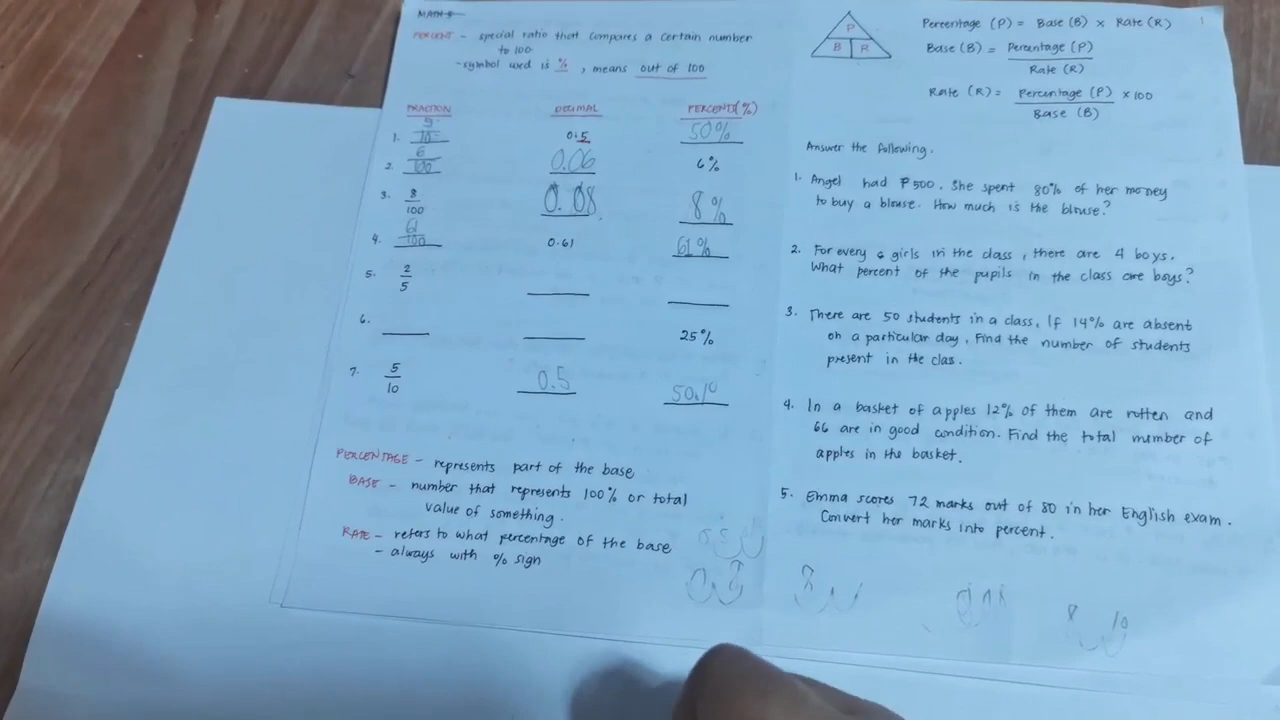 MATH 5
PERCENT - special ratio that compares a certain number
to 100.
- symbol used is %, means out of 100
FRACTION DECIMAL PERCENTS(%)
1. 5/10 0.5 50%
2. 6/100 0.06 6%
3. 8/100 0.08 8%
4. 61/100 0.61 61%
5. 2/5
6. 25%
7. 5/10 0.5 50%
PERCENTAGE - represents part of the base
BASE - number that represents 100% or total
value of something.
RATE - refers to what percentage of the base
- always with % sign
P
B R
Percentage (P) = Base (B) × Rate (R)
Base (B) = Percentage (P)
Rate (R)
Rate (R) = Percentage (P) × 100
Base (B)
Answer the following.
1. Angel had ₱500. She spent 80% of her money
to buy a blouse. How much is the blouse?
2. For every 6 girls in the class, there are 4 boys.
What percent of the pupils in the class are boys?
3. There are 50 students in a class. If 14% are absent
on a particular day, Find the number of students
present in the clas.
4. In a basket of apples 12% of them are rotten and
66 are in good condition. Find the total number of
apples in the basket.
5. Emma scores 72 marks out of 80 in her English exam.
Convert her marks into percent.